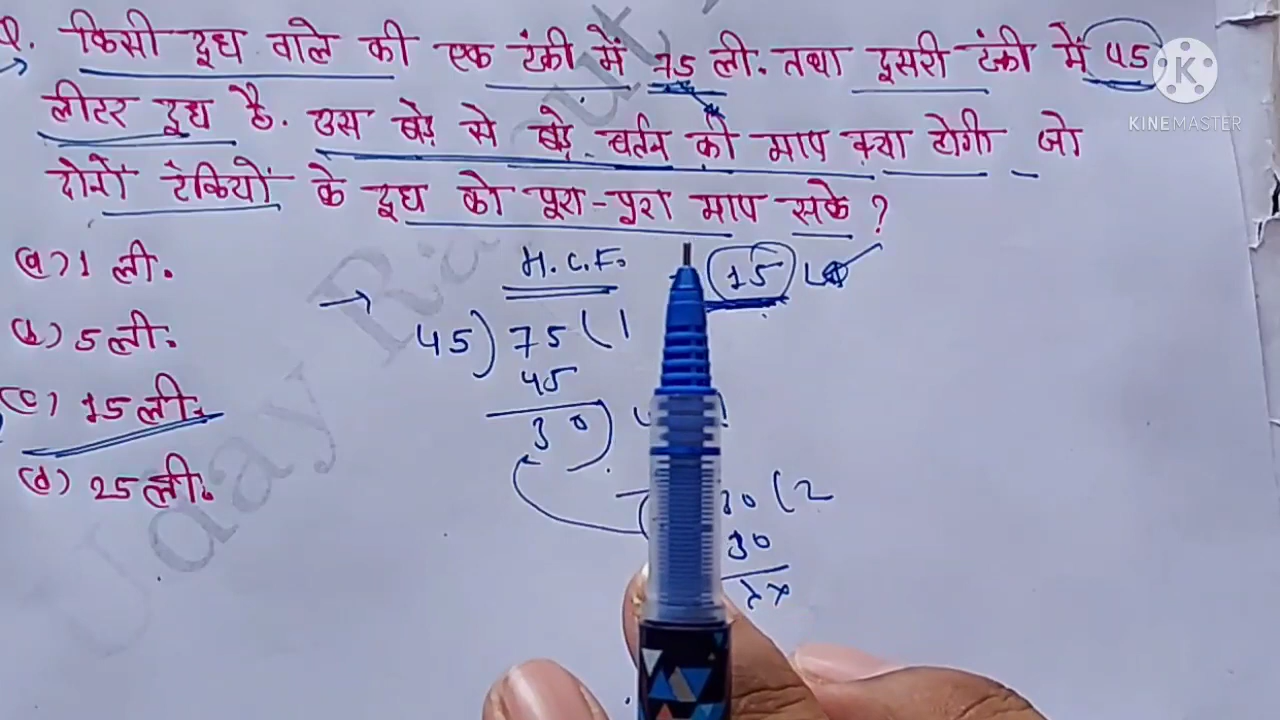 Q. किसी दूध वाले की एक टंकी में 75 ली. तथा दूसरी टंकी में 45
लीटर दूध है. उस बड़े से बड़े बर्तन की माप क्या होगी जो
दोनों टंकियों के दूध को पूरा-पूरा माप सके ?
(a) 1 ली.
(b) 5 ली.
(c) 15 ली.
(d) 25 ली.
H.C.F. 15
45) 75 (1
45
30)
30 (2
30
xx
K
KINEMASTER